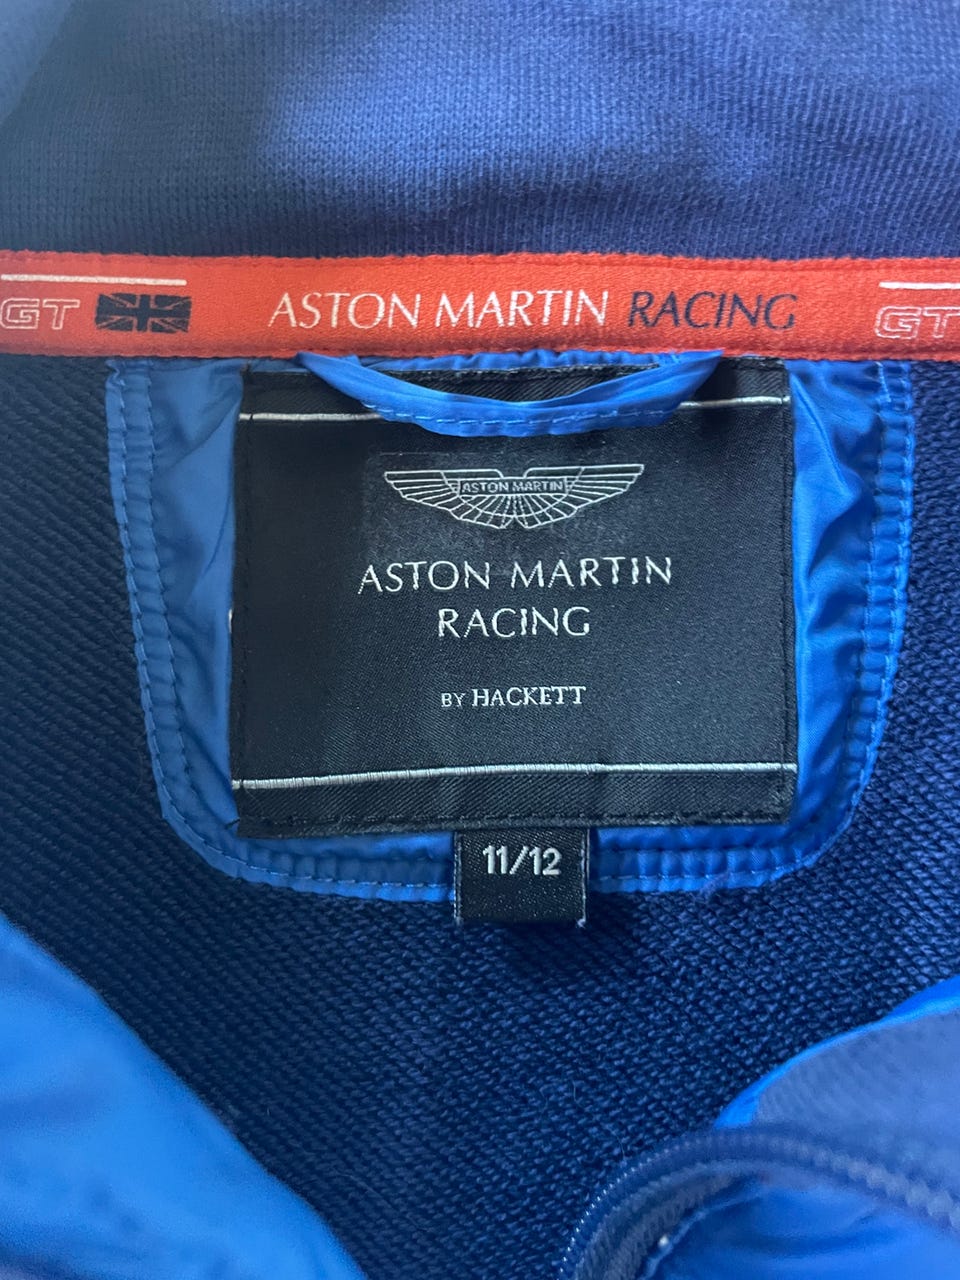 GT ASTON MARTIN RACING GT
ASTON MARTIN
ASTON MARTIN
RACING
BY HACKETT
11/12